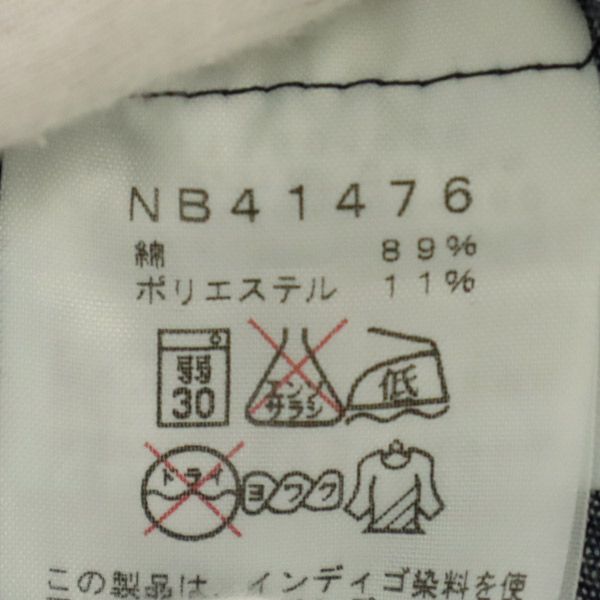 NB41476
綿 89%
ポリエステル 11%
弱 エンソ 低
30 サラシ
ドライ ヨワク
この製品は、インディゴ染料を使